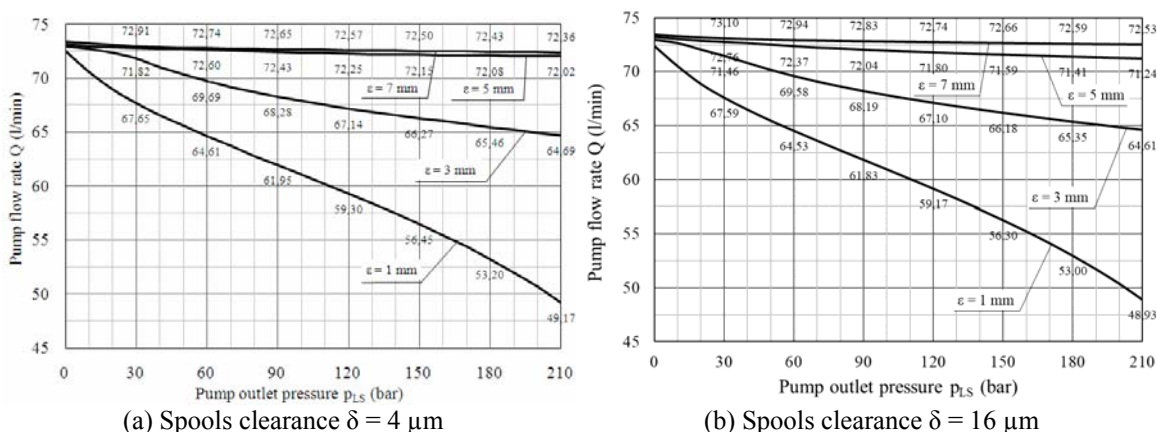 75
70
65
60
55
50
45
Pump flow rate Q (l/min)
72,91 72,74 72,65 72,57 72,50 72,43 72,36
71,82 72,60 72,43 72,25 72,15 72,08 72,02
67,65 69,69 68,28 67,14 66,27 65,46 64,69
64,61 61,95 59,30 56,45 53,20 49,17
ε = 7 mm
ε = 5 mm
ε = 3 mm
ε = 1 mm
0 30 60 90 120 150 180 210
Pump outlet pressure pLS (bar)
(a) Spools clearance δ = 4 µm
75
70
65
60
55
50
45
Pump flow rate Q (l/min)
73,10 72,94 72,83 72,74 72,66 72,59 72,53
72,76 72,37 72,04 71,80 71,59 71,41 71,24
71,46 69,58 68,19 67,10 66,18 65,35 64,61
67,59 64,53 61,83 59,17 56,30 53,00 48,93
ε = 7 mm
ε = 5 mm
ε = 3 mm
ε = 1 mm
0 30 60 90 120 150 180 210
Pump outlet pressure pLS (bar)
(b) Spools clearance δ = 16 µm